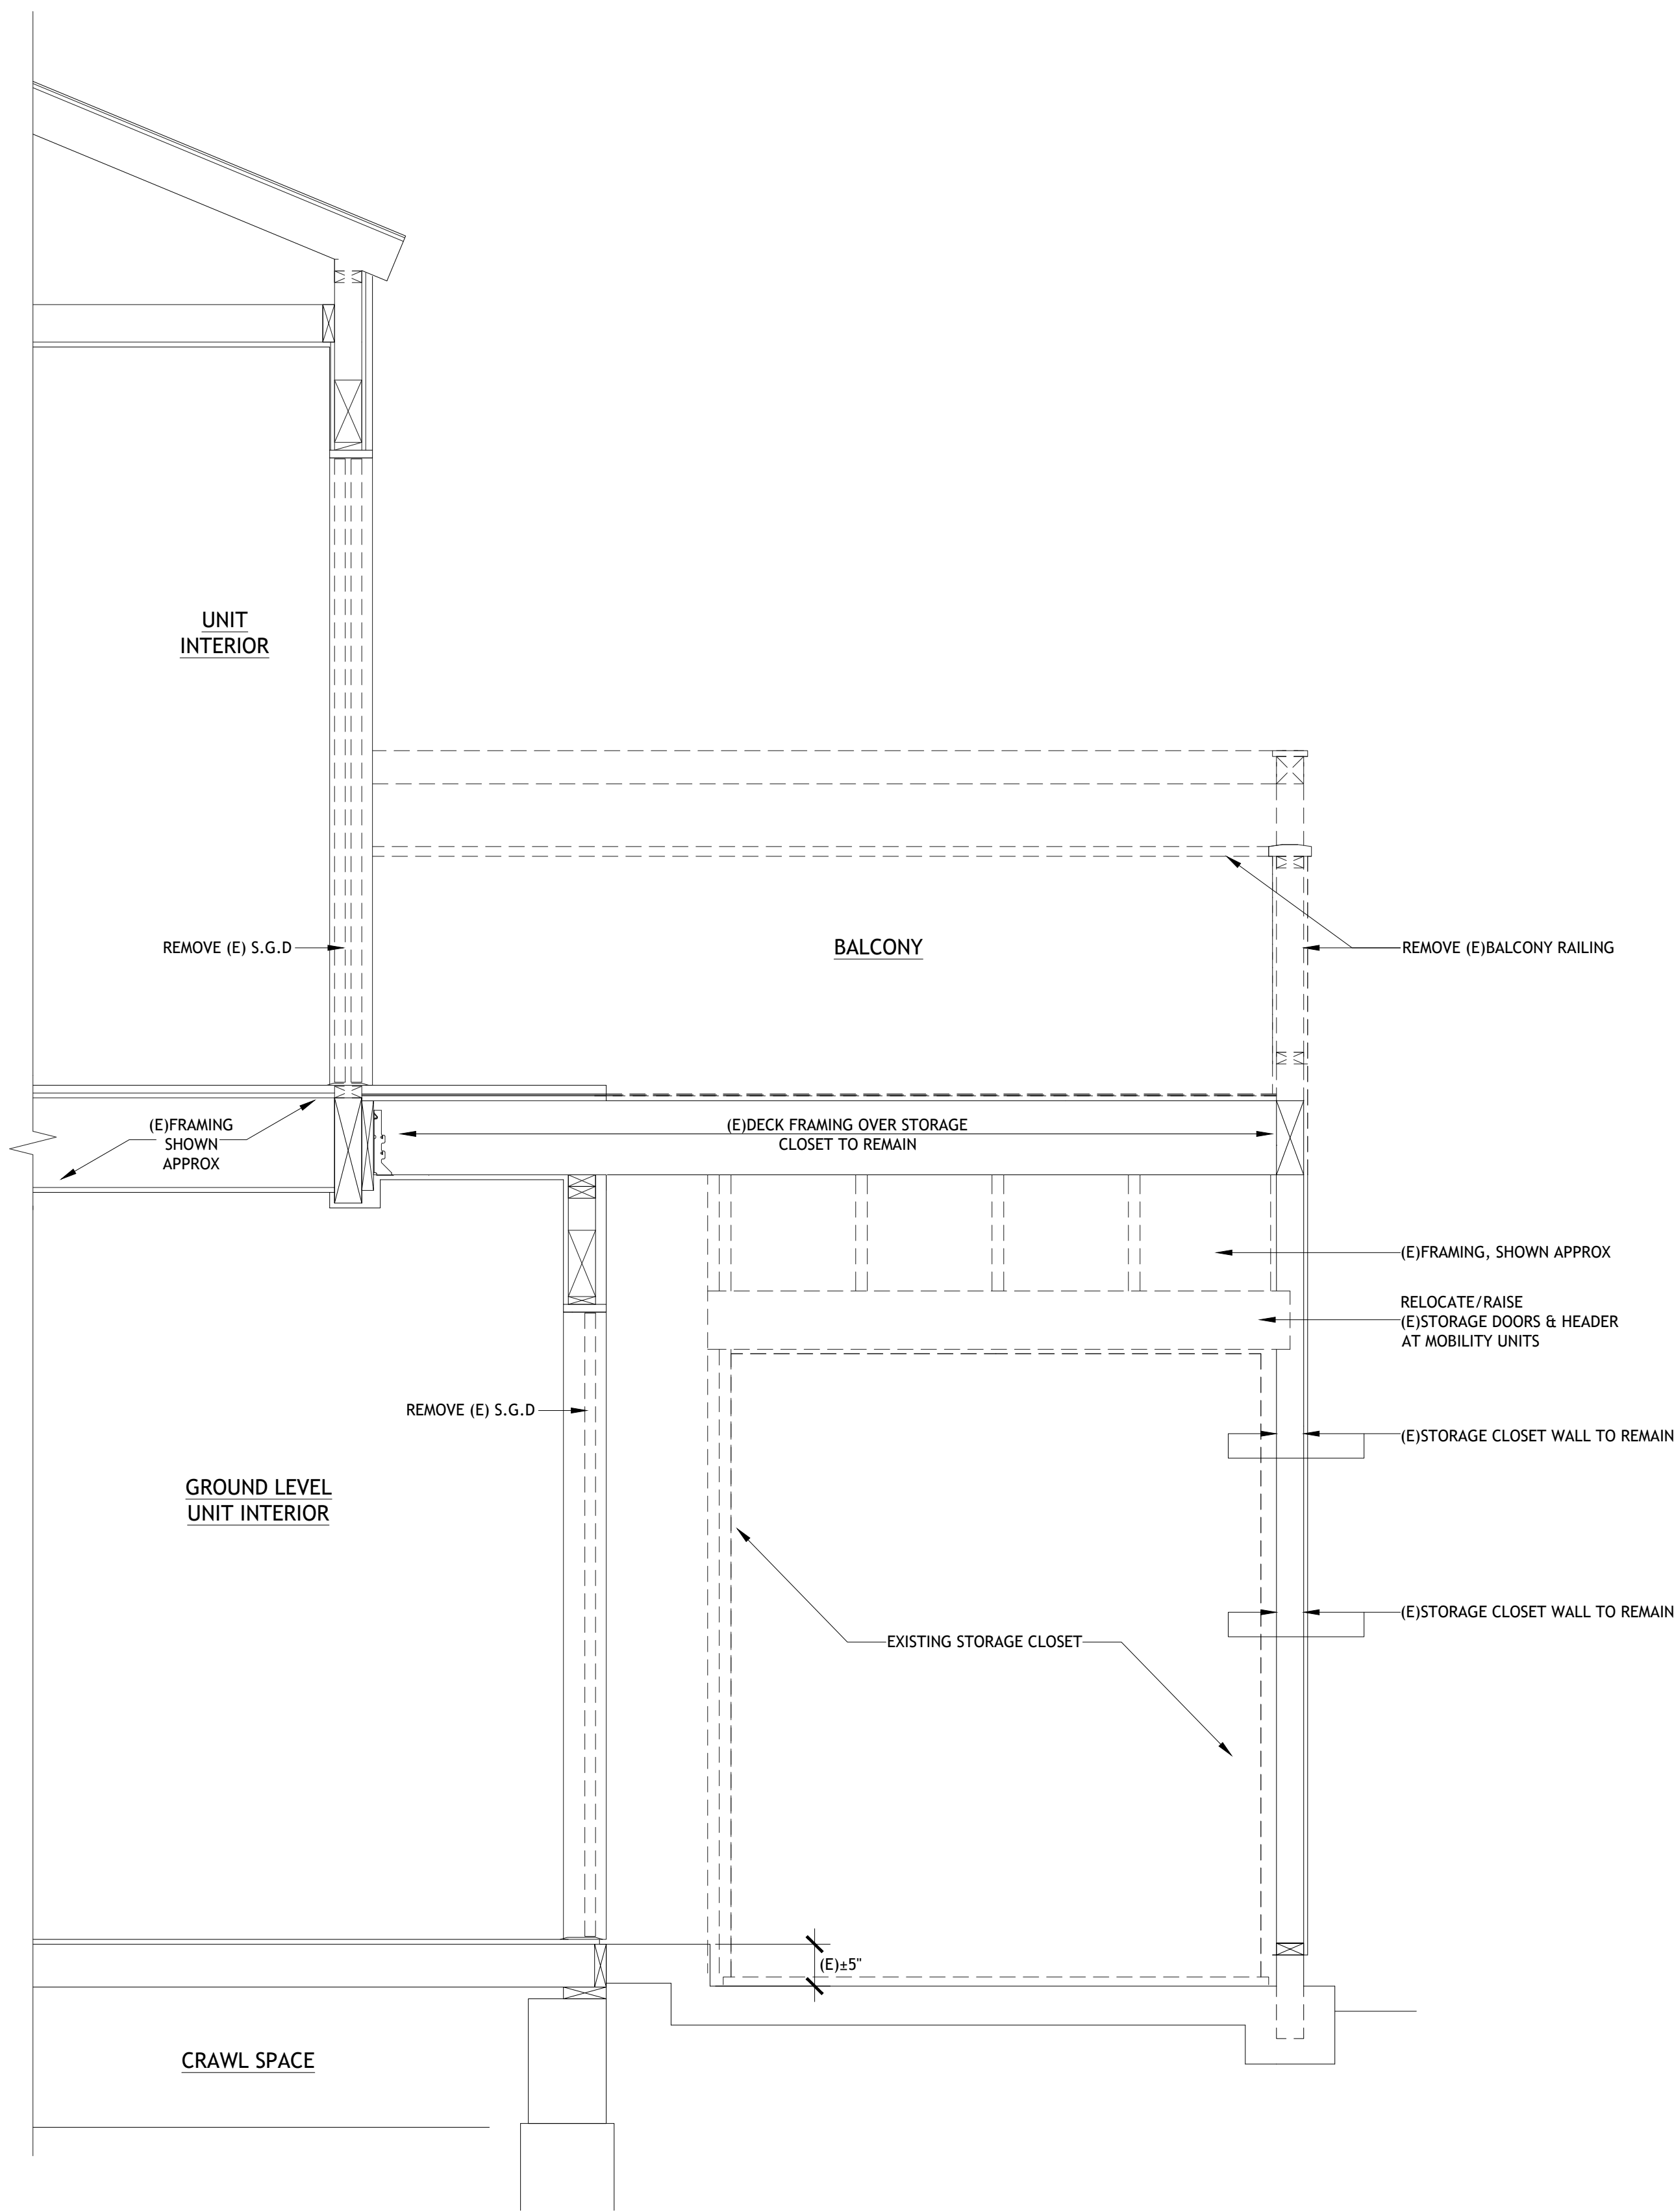 UNIT
INTERIOR
REMOVE (E) S.G.D
BALCONY
REMOVE (E)BALCONY RAILING
(E)FRAMING
SHOWN
APPROX
(E)DECK FRAMING OVER STORAGE
CLOSET TO REMAIN
(E)FRAMING, SHOWN APPROX
RELOCATE/RAISE
(E)STORAGE DOORS & HEADER
AT MOBILITY UNITS
REMOVE (E) S.G.D
(E)STORAGE CLOSET WALL TO REMAIN
GROUND LEVEL
UNIT INTERIOR
(E)STORAGE CLOSET WALL TO REMAIN
EXISTING STORAGE CLOSET
(E)±5"
CRAWL SPACE